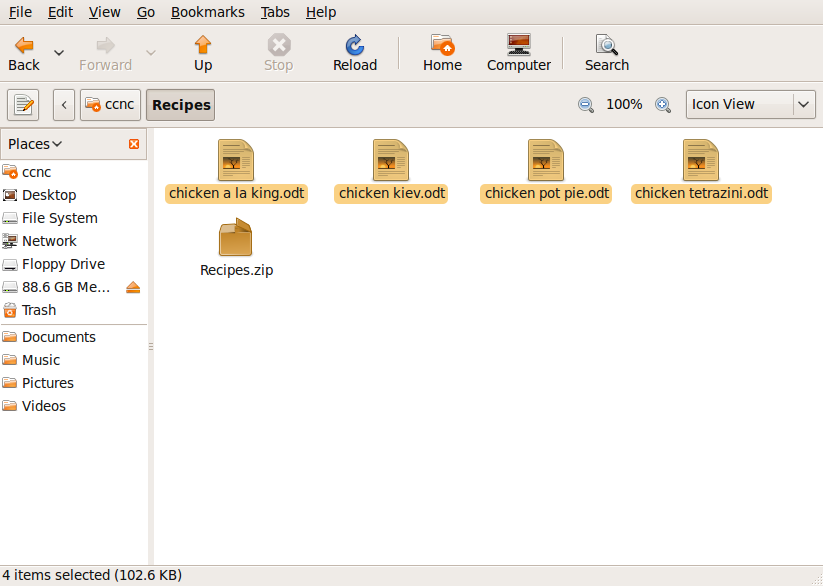 File Edit View Go Bookmarks Tabs Help
Back Forward Up Stop Reload Home Computer Search
ccnc Recipes 100% Icon View
Places
ccnc
Desktop
File System
Network
Floppy Drive
88.6 GB Me...
Trash
Documents
Music
Pictures
Videos
chicken a la king.odt chicken kiev.odt chicken pot pie.odt chicken tetrazini.odt
Recipes.zip
4 items selected (102.6 KB)